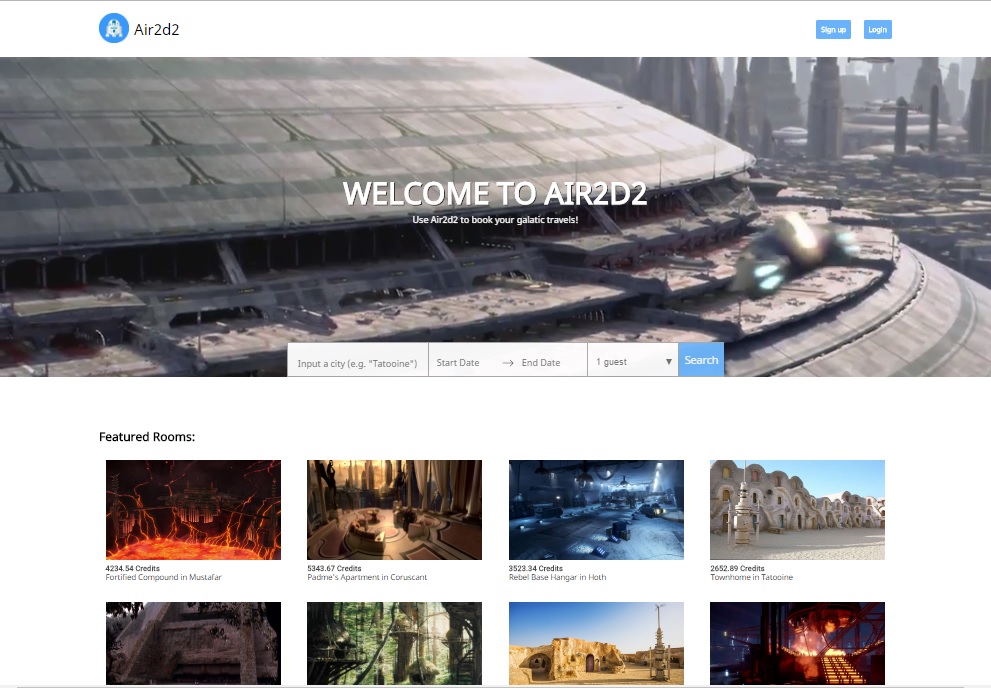 Air2d2
Sign up
Login
WELCOME TO AIR2D2
Use Air2d2 to book your galatic travels!
Input a city (e.g. "Tatooine")
Start Date
End Date
1 guest
Search
Featured Rooms:
4234.54 Credits
Fortified Compound in Mustafar
5343.67 Credits
Padme's Apartment in Coruscant
3523.34 Credits
Rebel Base Hangar in Hoth
2652.89 Credits
Townhome in Tatooine